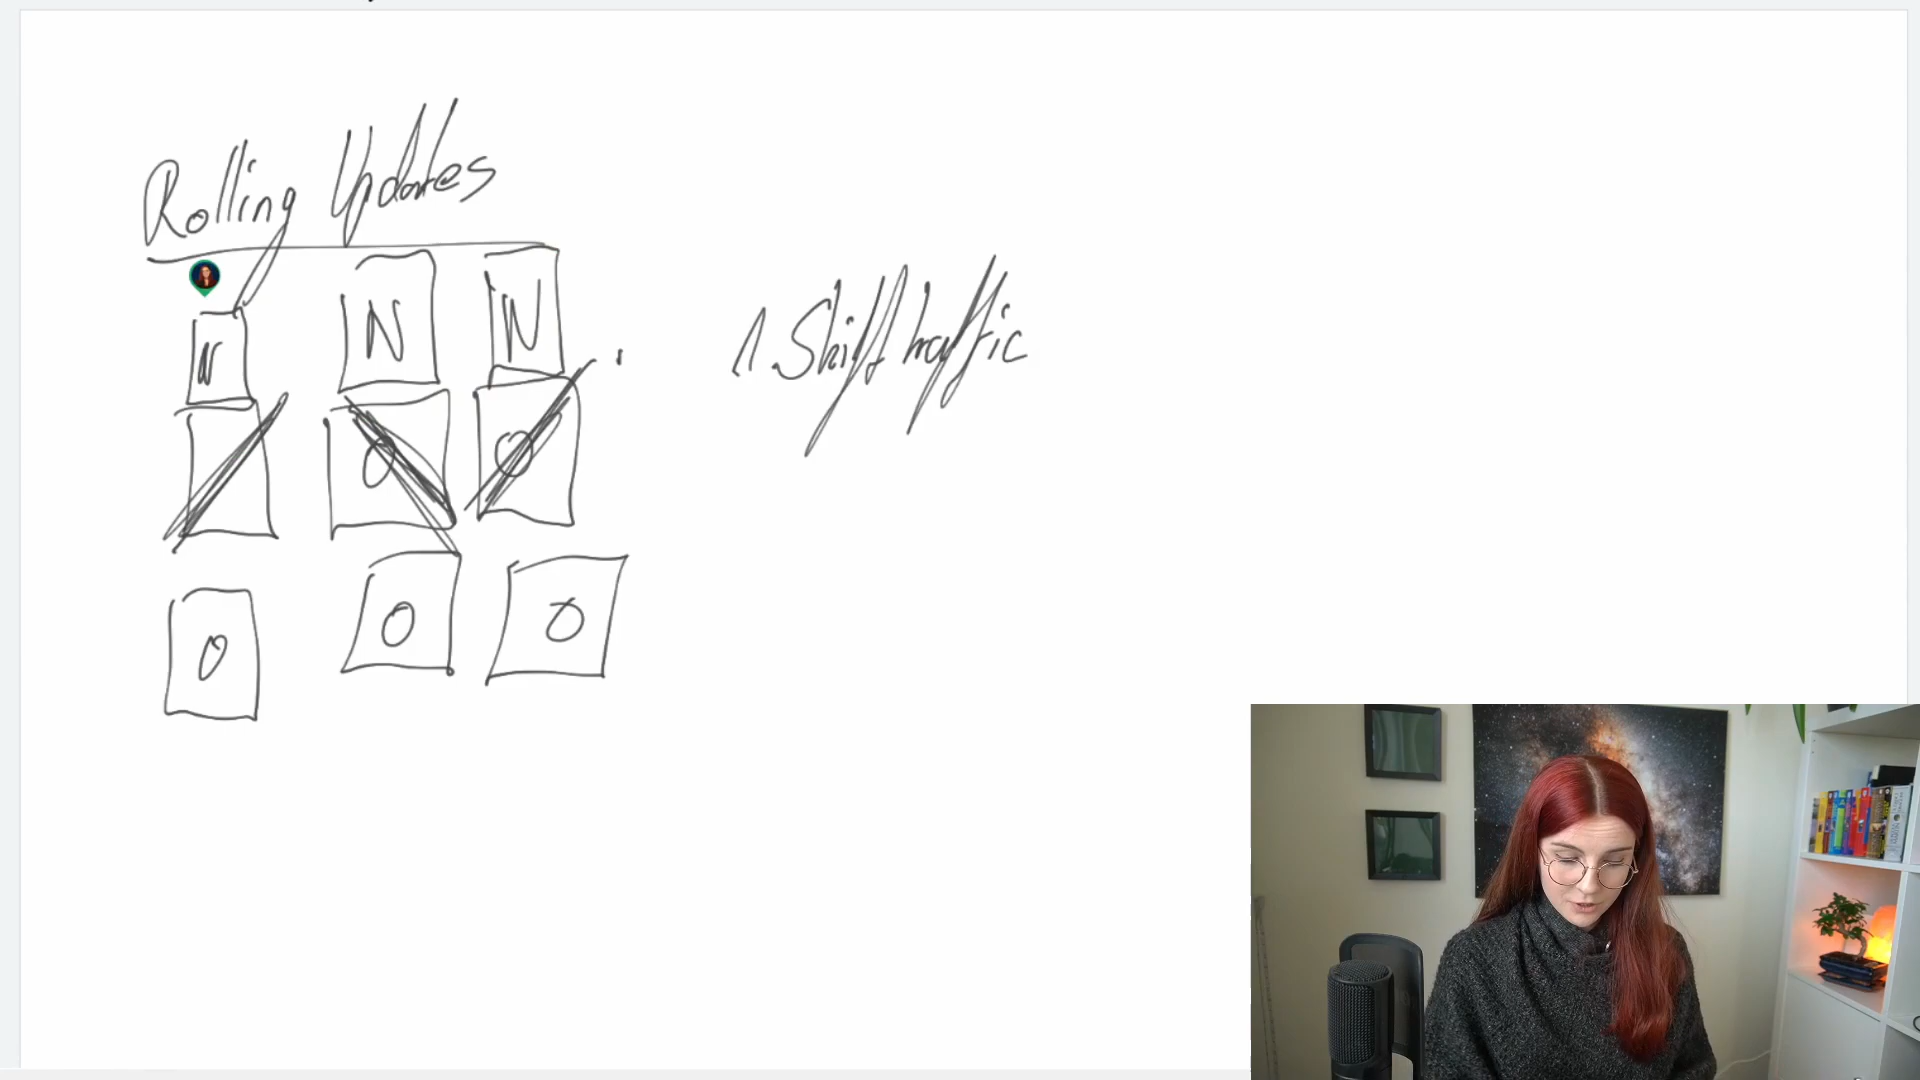 Rolling Updates
N N N
1. Shift traffic
O O
O O O